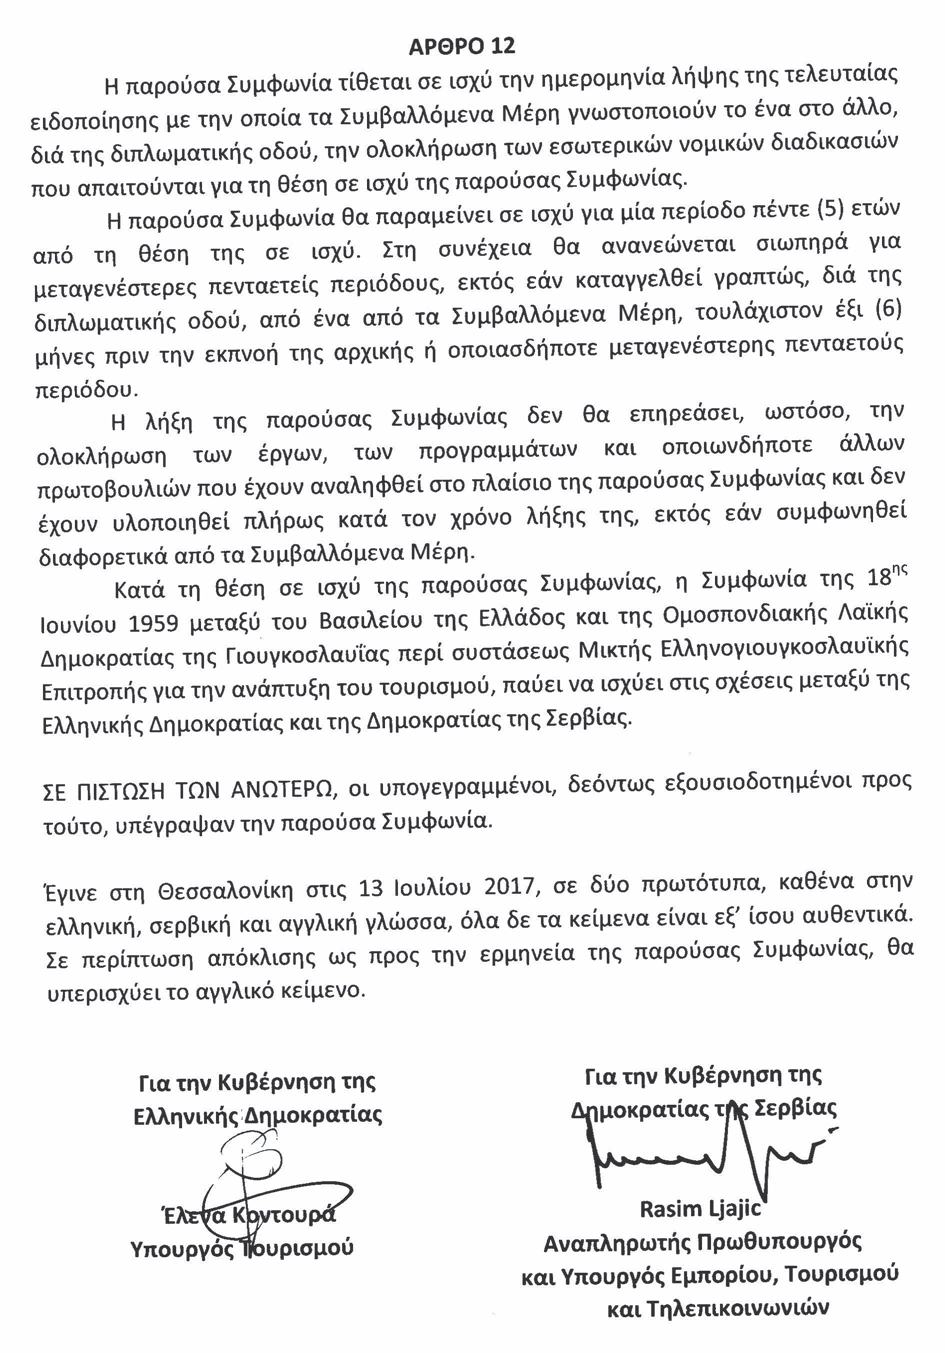 ΑΡΘΡΟ 12
Η παρούσα Συμφωνία τίθεται σε ισχύ την ημερομηνία λήψης της τελευταίας
ειδοποίησης με την οποία τα Συμβαλλόμενα Μέρη γνωστοποιούν το ένα στο άλλο,
διά της διπλωματικής οδού, την ολοκλήρωση των εσωτερικών νομικών διαδικασιών
που απαιτούνται για τη θέση σε ισχύ της παρούσας Συμφωνίας.
Η παρούσα Συμφωνία θα παραμείνει σε ισχύ για μία περίοδο πέντε (5) ετών
από τη θέση της σε ισχύ. Στη συνέχεια θα ανανεώνεται σιωπηρά για
μεταγενέστερες πενταετείς περιόδους, εκτός εάν καταγγελθεί γραπτώς, διά της
διπλωματικής οδού, από ένα από τα Συμβαλλόμενα Μέρη, τουλάχιστον έξι (6)
μήνες πριν την εκπνοή της αρχικής ή οποιασδήποτε μεταγενέστερης πενταετούς
περιόδου.
Η λήξη της παρούσας Συμφωνίας δεν θα επηρεάσει, ωστόσο, την
ολοκλήρωση των έργων, των προγραμμάτων και οποιωνδήποτε άλλων
πρωτοβουλιών που έχουν αναληφθεί στο πλαίσιο της παρούσας Συμφωνίας και δεν
έχουν υλοποιηθεί πλήρως κατά τον χρόνο λήξης της, εκτός εάν συμφωνηθεί
διαφορετικά από τα Συμβαλλόμενα Μέρη.
Κατά τη θέση σε ισχύ της παρούσας Συμφωνίας, η Συμφωνία της 18ης
Ιουνίου 1959 μεταξύ του Βασιλείου της Ελλάδος και της Ομοσπονδιακής Λαϊκής
Δημοκρατίας της Γιουγκοσλαυΐας περί συστάσεως Μικτής Ελληνογιουγκοσλαυϊκής
Επιτροπής για την ανάπτυξη του τουρισμού, παύει να ισχύει στις σχέσεις μεταξύ της
Ελληνικής Δημοκρατίας και της Δημοκρατίας της Σερβίας.
ΣΕ ΠΙΣΤΩΣΗ ΤΩΝ ΑΝΩΤΕΡΩ, οι υπογεγραμμένοι, δεόντως εξουσιοδοτημένοι προς
τούτο, υπέγραψαν την παρούσα Συμφωνία.
Έγινε στη Θεσσαλονίκη στις 13 Ιουλίου 2017, σε δύο πρωτότυπα, καθένα στην
ελληνική, σερβική και αγγλική γλώσσα, όλα δε τα κείμενα είναι εξ’ ίσου αυθεντικά.
Σε περίπτωση απόκλισης ως προς την ερμηνεία της παρούσας Συμφωνίας, θα
υπερισχύει το αγγλικό κείμενο.
Για την Κυβέρνηση της
Ελληνικής Δημοκρατίας
Έλενα Κουντουρά
Υπουργός Τουρισμού
Για την Κυβέρνηση της
Δημοκρατίας της Σερβίας
Rasim Ljajic
Αναπληρωτής Πρωθυπουργός
και Υπουργός Εμπορίου, Τουρισμού
και Τηλεπικοινωνιών